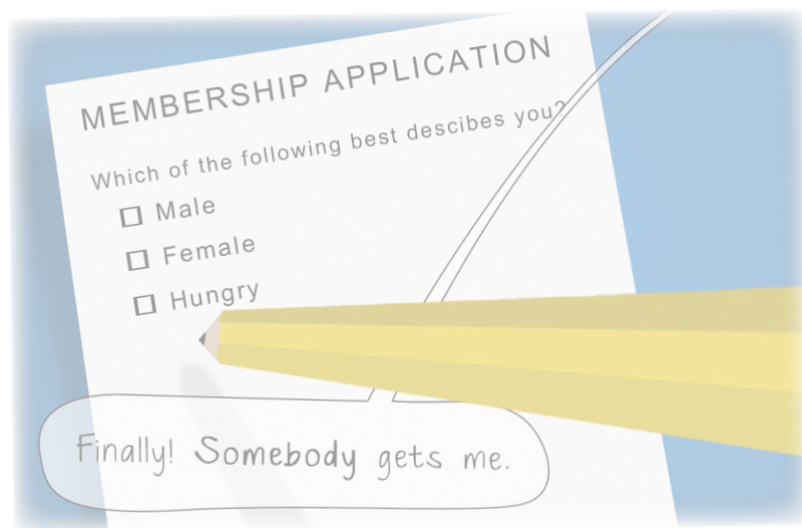 MEMBERSHIP APPLICATION
Which of the following best descibes you?
Male
Female
Hungry
Finally! Somebody gets me.